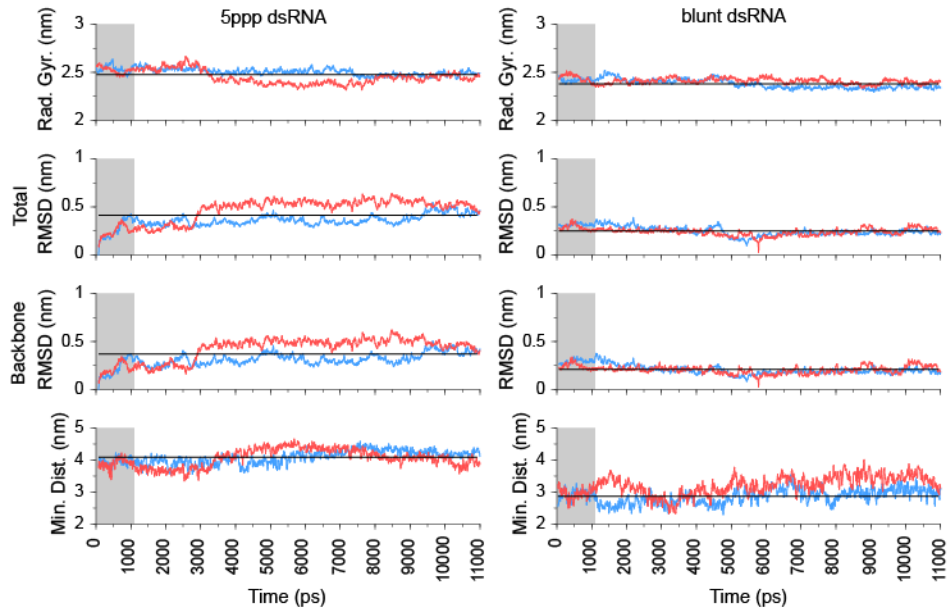 5ppp dsRNA
blunt dsRNA
Rad. Gyr. (nm)
3
2.5
2
Rad. Gyr. (nm)
3
2.5
2
Total
RMSD (nm)
1
0.5
0
RMSD (nm)
1
0.5
0
Backbone
RMSD (nm)
1
0.5
0
RMSD (nm)
1
0.5
0
Min. Dist. (nm)
5
4
3
2
Min. Dist. (nm)
5
4
3
2
0 1000 2000 3000 4000 5000 6000 7000 8000 9000 10000 11000
0 1000 2000 3000 4000 5000 6000 7000 8000 9000 10000 11000
Time (ps)
Time (ps)